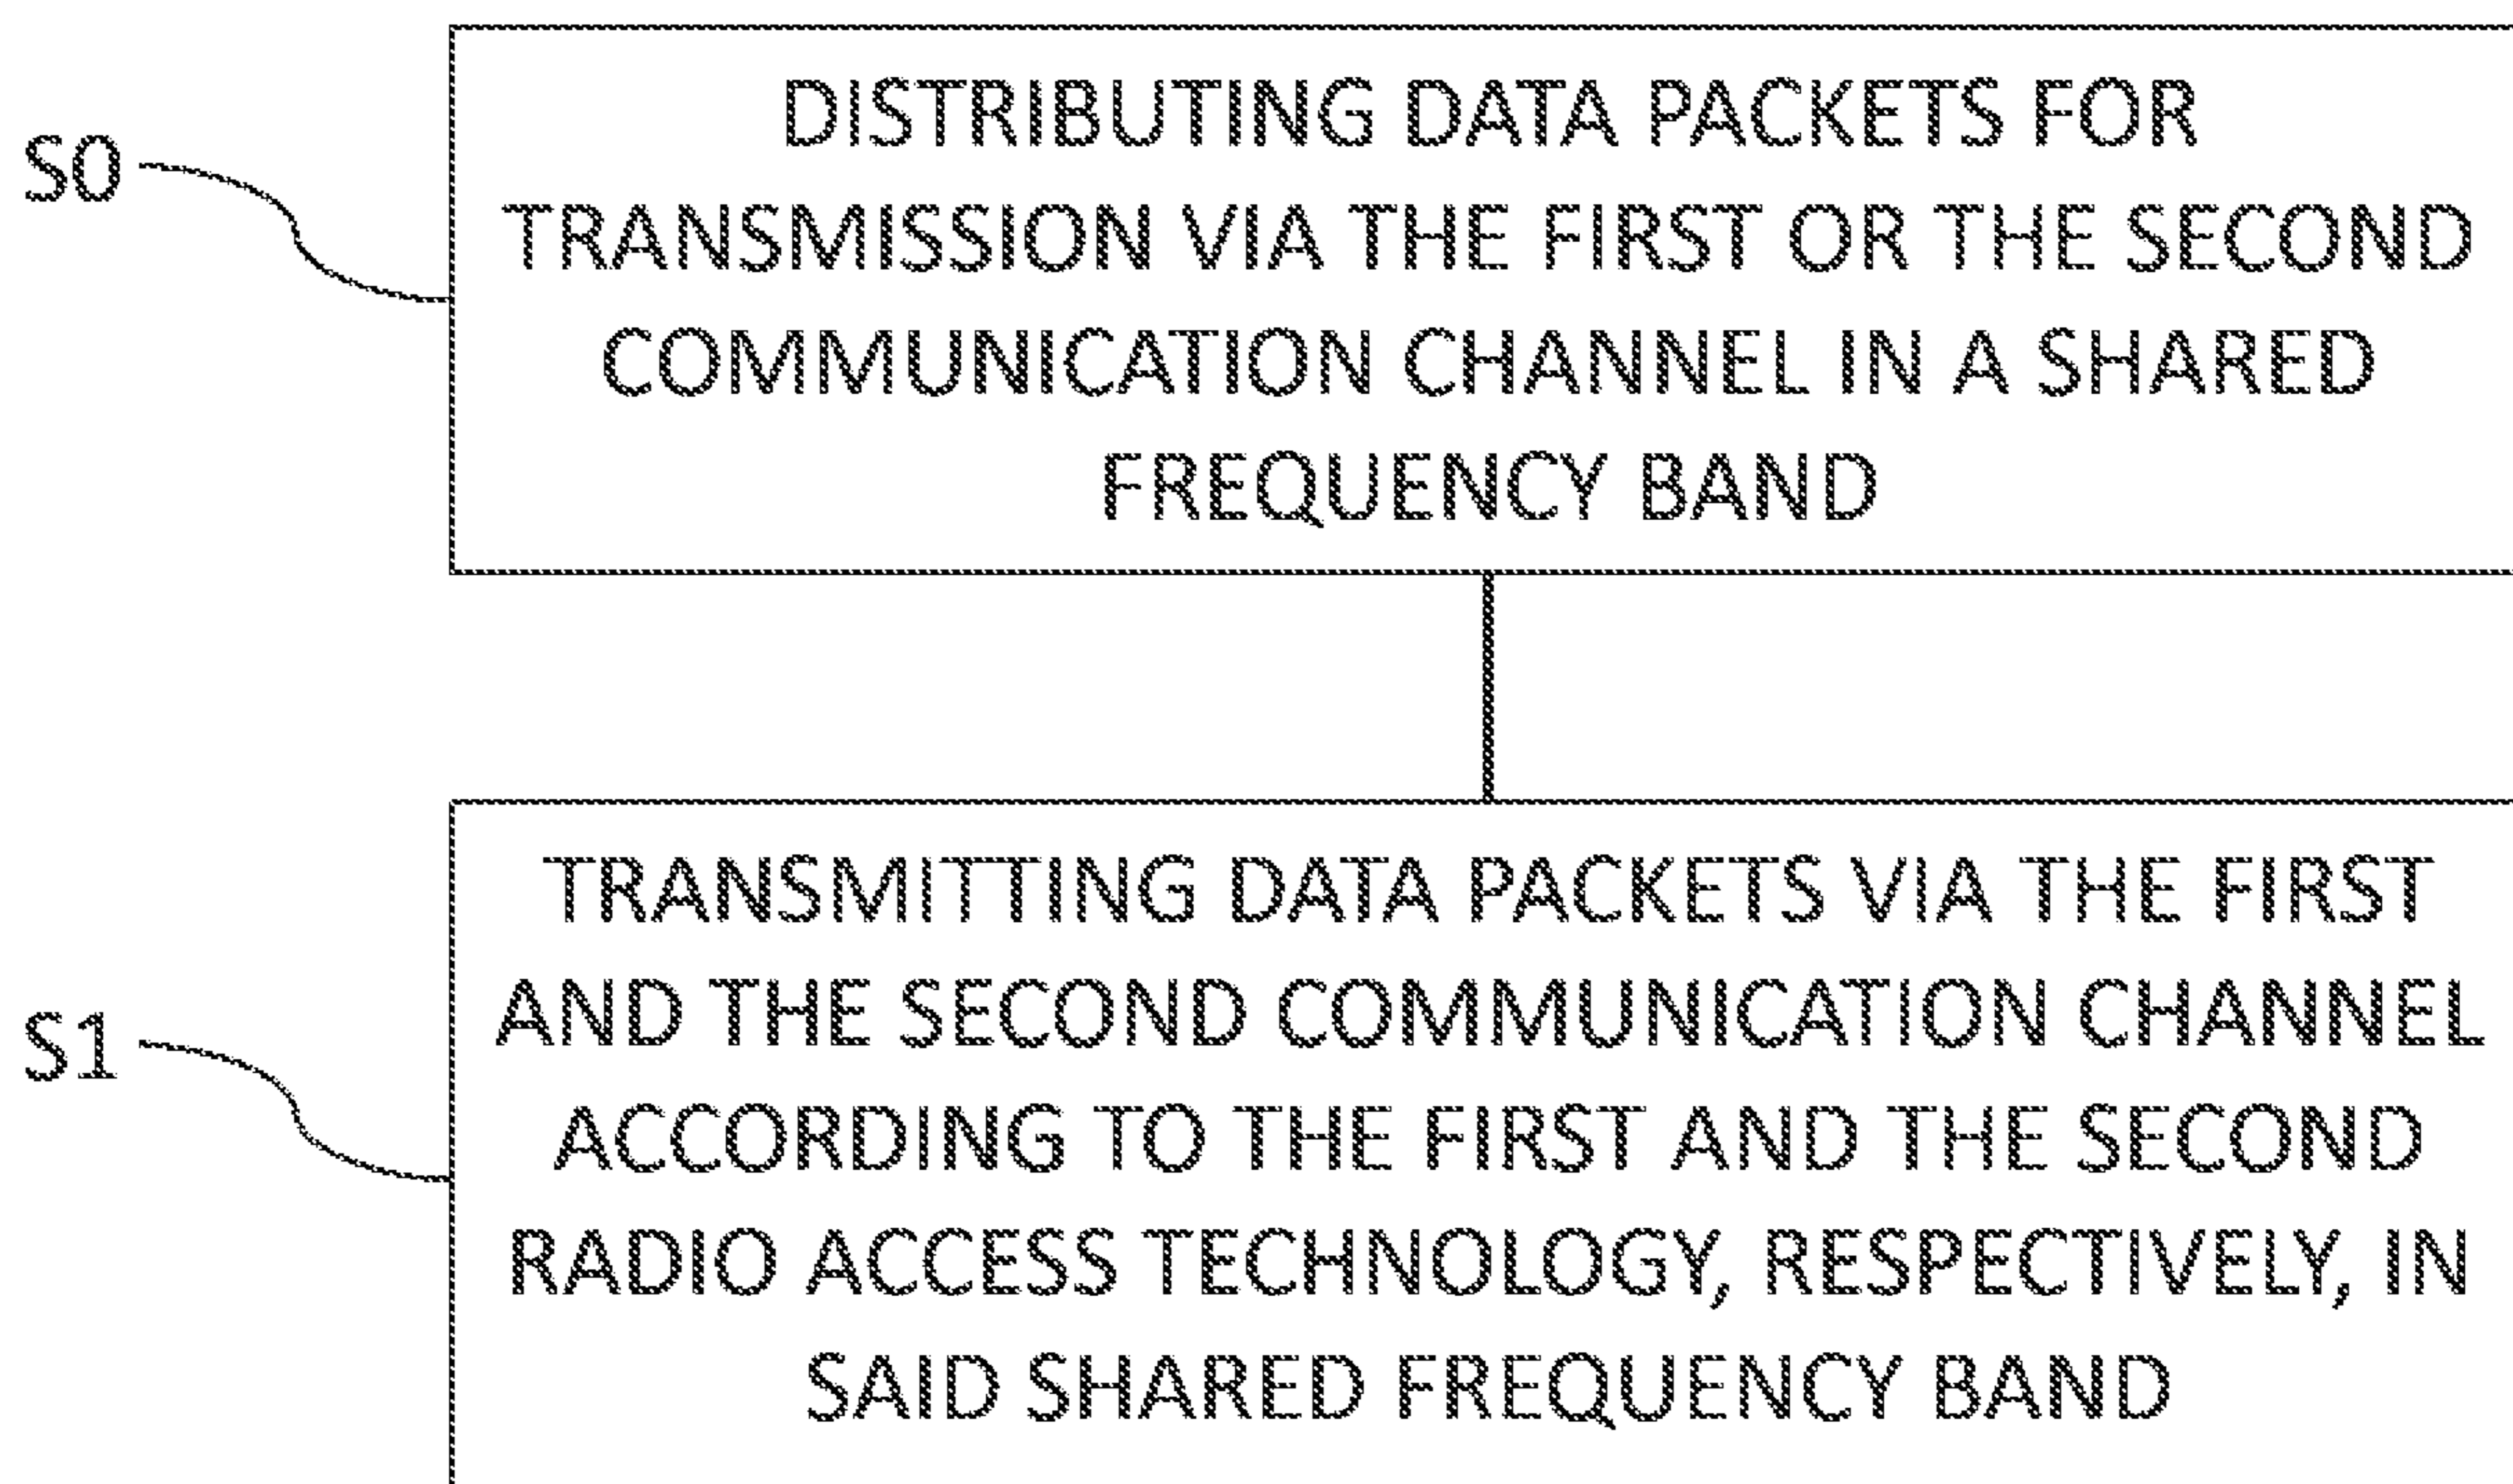 S0
DISTRIBUTING DATA PACKETS FOR
TRANSMISSION VIA THE FIRST OR THE SECOND
COMMUNICATION CHANNEL IN A SHARED
FREQUENCY BAND
S1
TRANSMITTING DATA PACKETS VIA THE FIRST
AND THE SECOND COMMUNICATION CHANNEL
ACCORDING TO THE FIRST AND THE SECOND
RADIO ACCESS TECHNOLOGY, RESPECTIVELY, IN
SAID SHARED FREQUENCY BAND